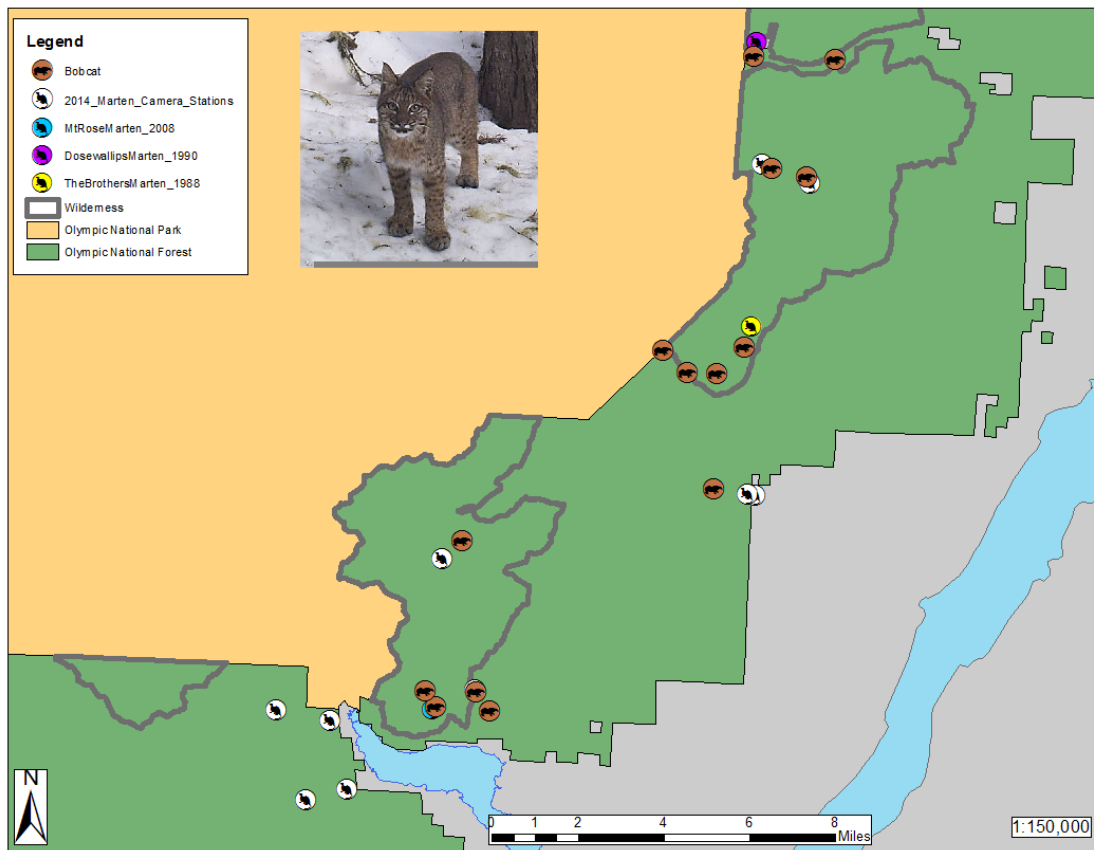 Legend
Bobcat
2014_Marten_Camera_Stations
MtRoseMarten_2008
DosewallipsMarten_1990
TheBrothersMarten_1988
Wilderness
Olympic National Park
Olympic National Forest
N
0 1 2 4 6 8
Miles
1:150,000